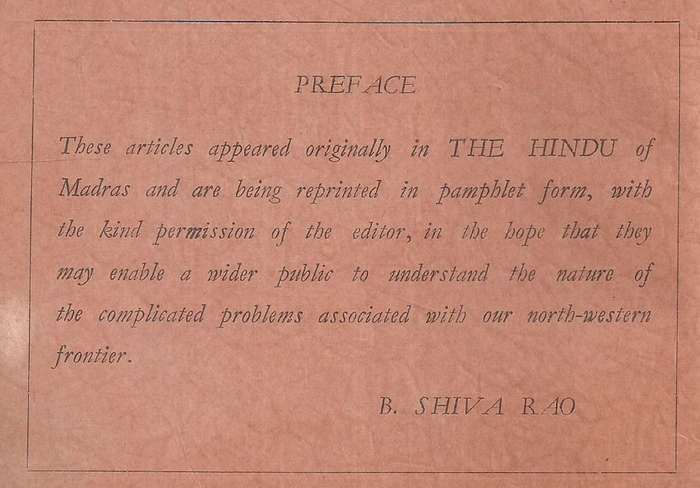 PREFACE
These articles appeared originally in THE HINDU of
Madras and are being reprinted in pamphlet form, with
the kind permission of the editor, in the hope that they
may enable a wider public to understand the nature of
the complicated problems associated with our north-western
frontier.
B. SHIVA RAO